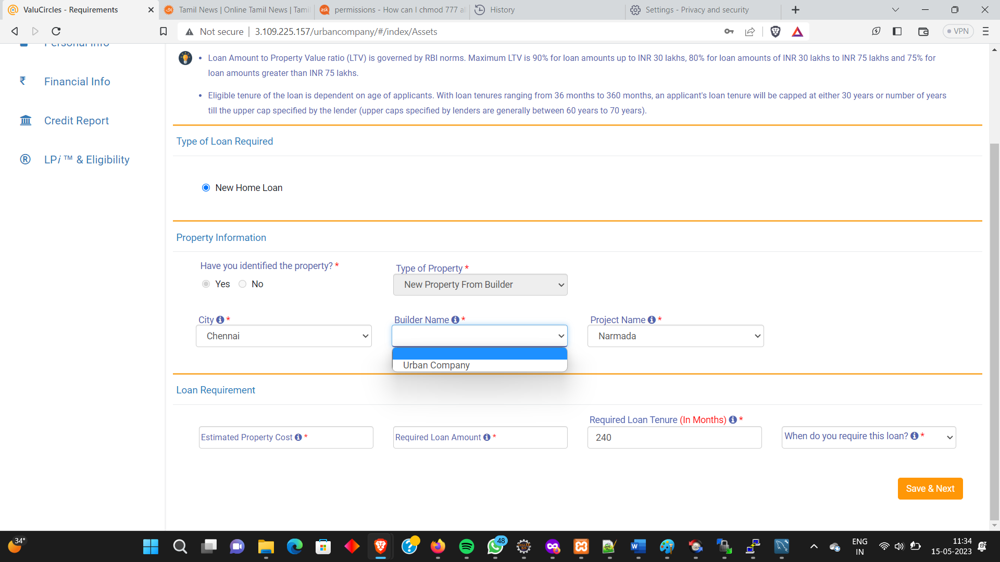 ValuCircles - Requirements
Tamil News | Online Tamil News | Tami
permissions - How can I chmod 777 al
History
Settings - Privacy and security
Not secure
3.109.225.157/urbancompany/#/index/Assets
VPN
Personal Info
Financial Info
Credit Report
LPi ™ & Eligibility
• Loan Amount to Property Value ratio (LTV) is governed by RBI norms. Maximum LTV is 90% for loan amounts up to INR 30 lakhs, 80% for loan amounts of INR 30 lakhs to INR 75 lakhs and 75% for
loan amounts greater than INR 75 lakhs.
• Eligible tenure of the loan is dependent on age of applicants. With loan tenures ranging from 36 months to 360 months, an applicant's loan tenure will be capped at either 30 years or number of years
till the upper cap specified by the lender (upper caps specified by lenders are generally between 60 years to 70 years).
Type of Loan Required
New Home Loan
Property Information
Have you identified the property? *
Yes No
Type of Property *
New Property From Builder
City *
Chennai
Builder Name *
Urban Company
Project Name *
Narmada
Loan Requirement
Estimated Property Cost *
Required Loan Amount *
Required Loan Tenure (In Months) *
240
When do you require this loan? *
Save & Next
34°
48
ENG
IN
11:34
15-05-2023